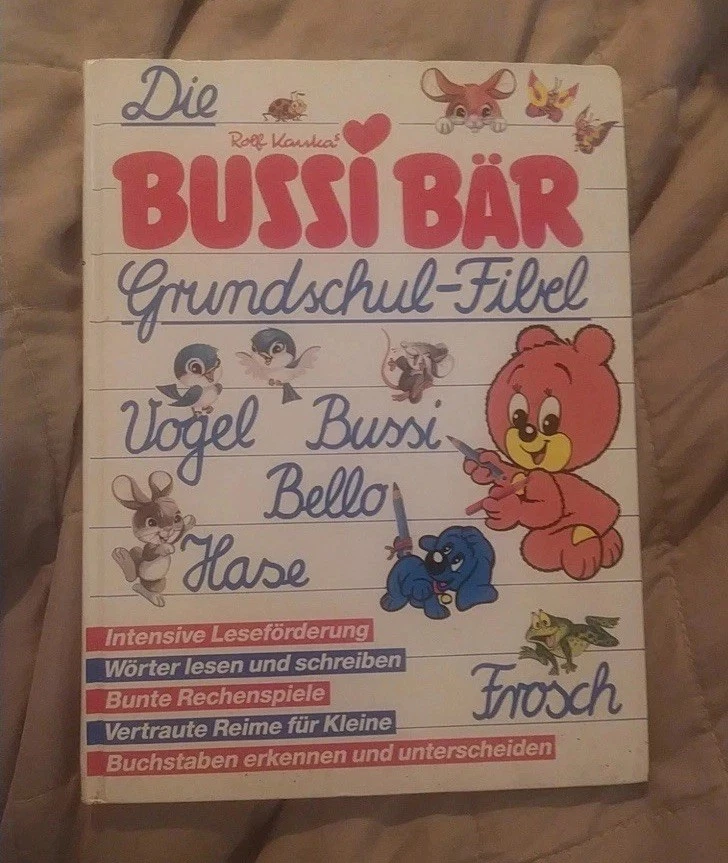 Die
Rolf Kauka's
BUSSI BÄR
Grundschul-Fibel
Vogel Bussi
Bello
Hase
Intensive Leseförderung
Wörter lesen und schreiben
Bunte Rechenspiele
Vertraute Reime für Kleine
Buchstaben erkennen und unterscheiden
Frosch